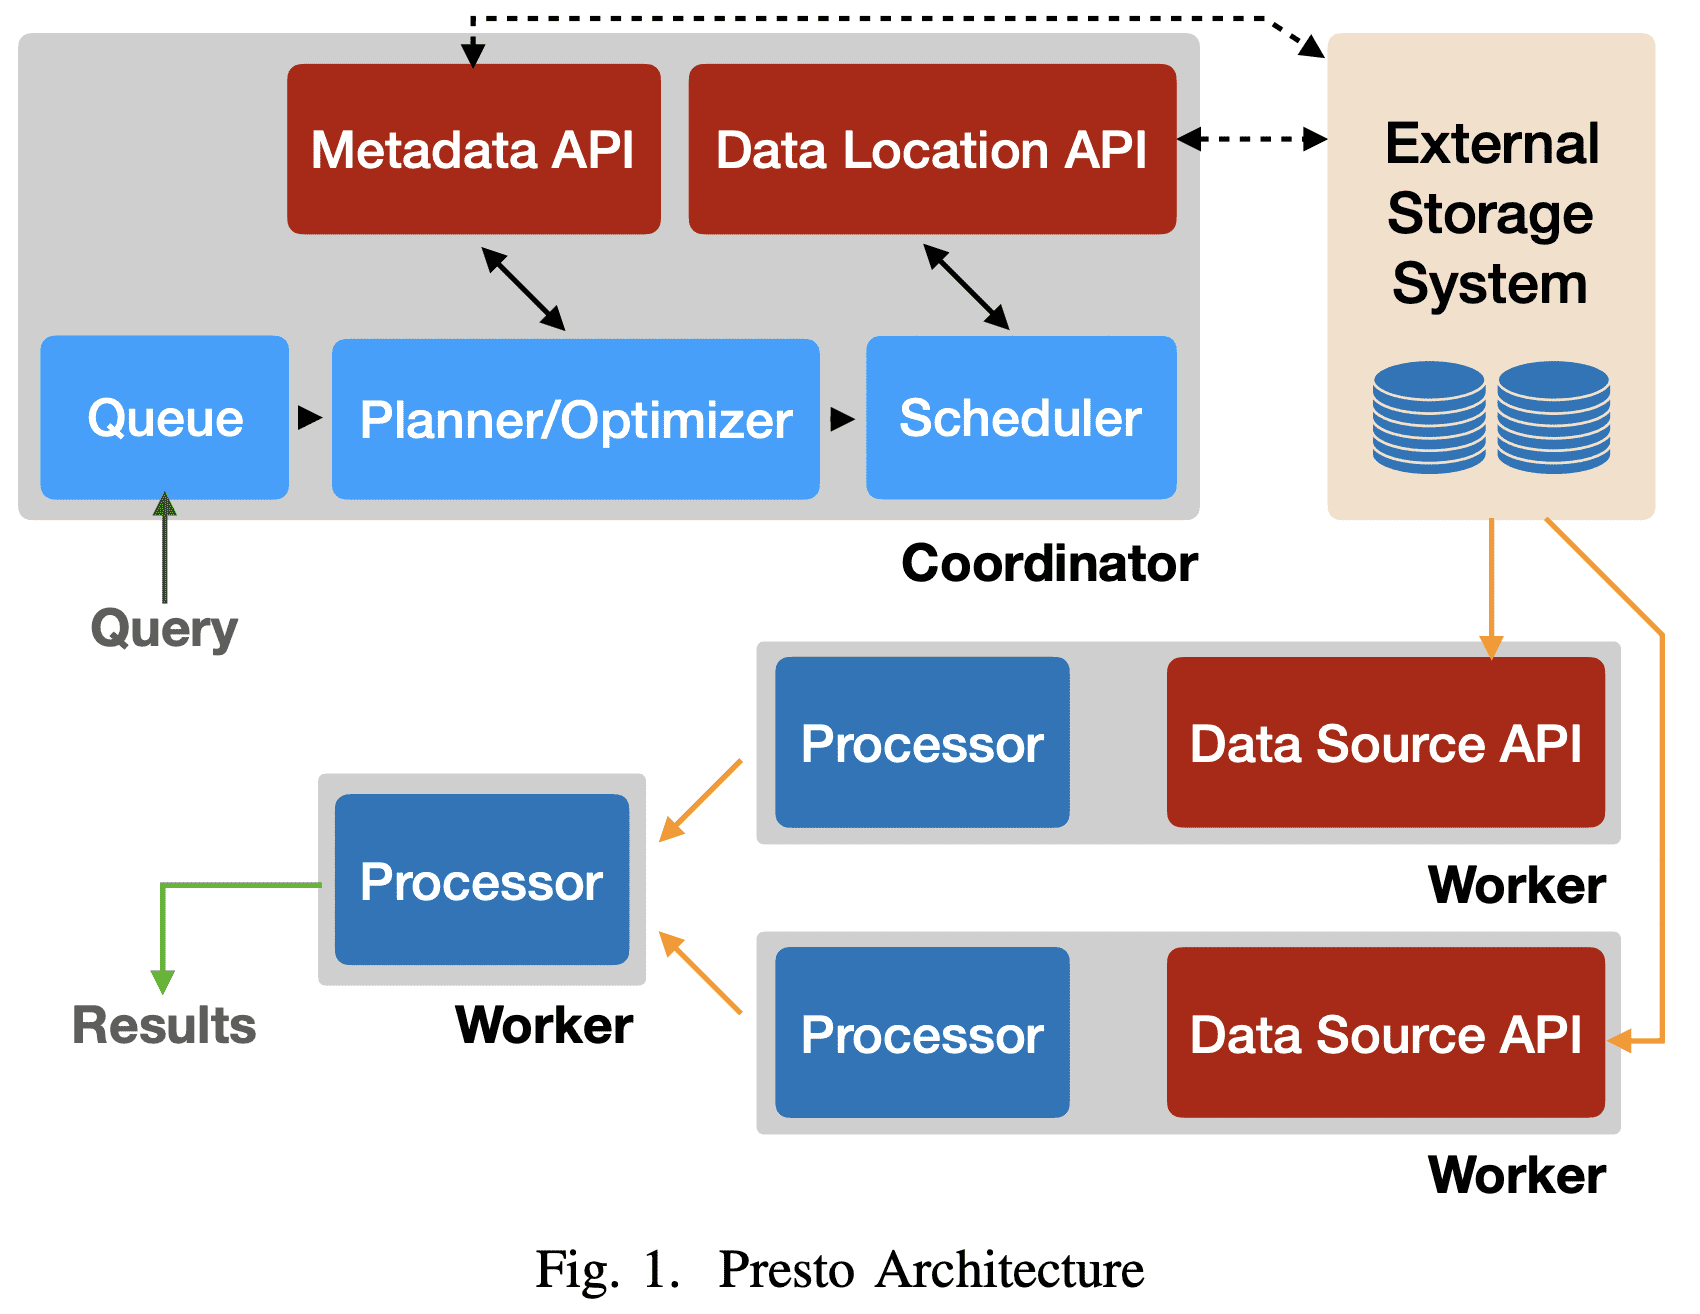 Metadata API
Data Location API
External
Storage
System
Queue
Planner/Optimizer
Scheduler
Coordinator
Query
Processor
Data Source API
Worker
Processor
Worker
Results
Processor
Data Source API
Worker
Fig. 1. Presto Architecture